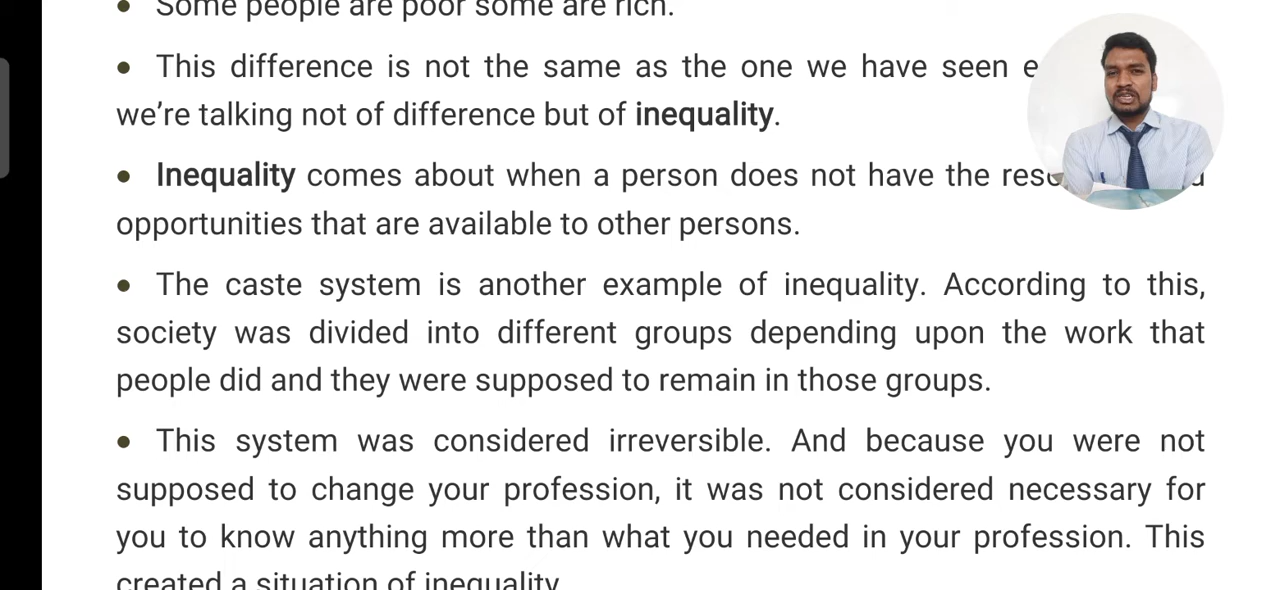 • Some people are poor some are rich.
• This difference is not the same as the one we have seen
we’re talking not of difference but of inequality.
• Inequality comes about when a person does not have the
opportunities that are available to other persons.
• The caste system is another example of inequality. According to this,
society was divided into different groups depending upon the work that
people did and they were supposed to remain in those groups.
• This system was considered irreversible. And because you were not
supposed to change your profession, it was not considered necessary for
you to know anything more than what you needed in your profession. This
created a situation of inequality